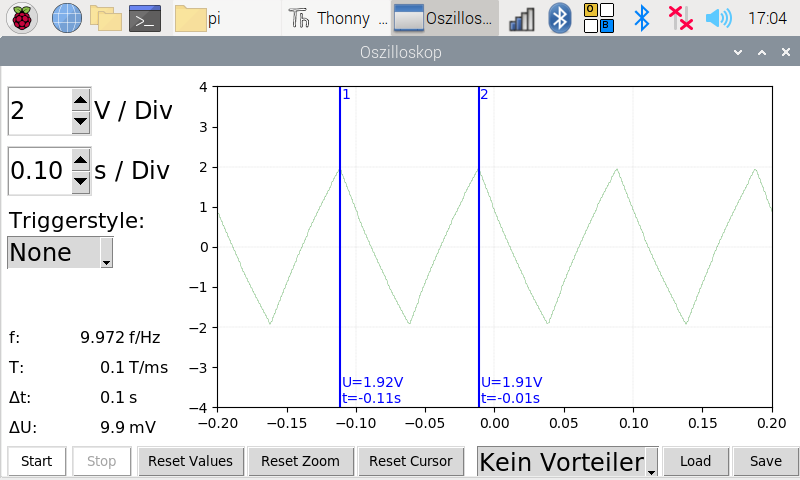 pi
Thonny ...
Oszillos...
O
B
17:04
Oszilloskop
2 V / Div
0.10 s / Div
Triggerstyle:
None
f: 9.972 f/Hz
T: 0.1 T/ms
Δt: 0.1 s
ΔU: 9.9 mV
4
3
2
1
0
−1
−2
−3
−4
1
2
U=1.92V
t=-0.11s
U=1.91V
t=-0.01s
−0.20 −0.15 −0.10 −0.05 0.00 0.05 0.10 0.15 0.20
Start Stop Reset Values Reset Zoom Reset Cursor Kein Vorteiler Load Save